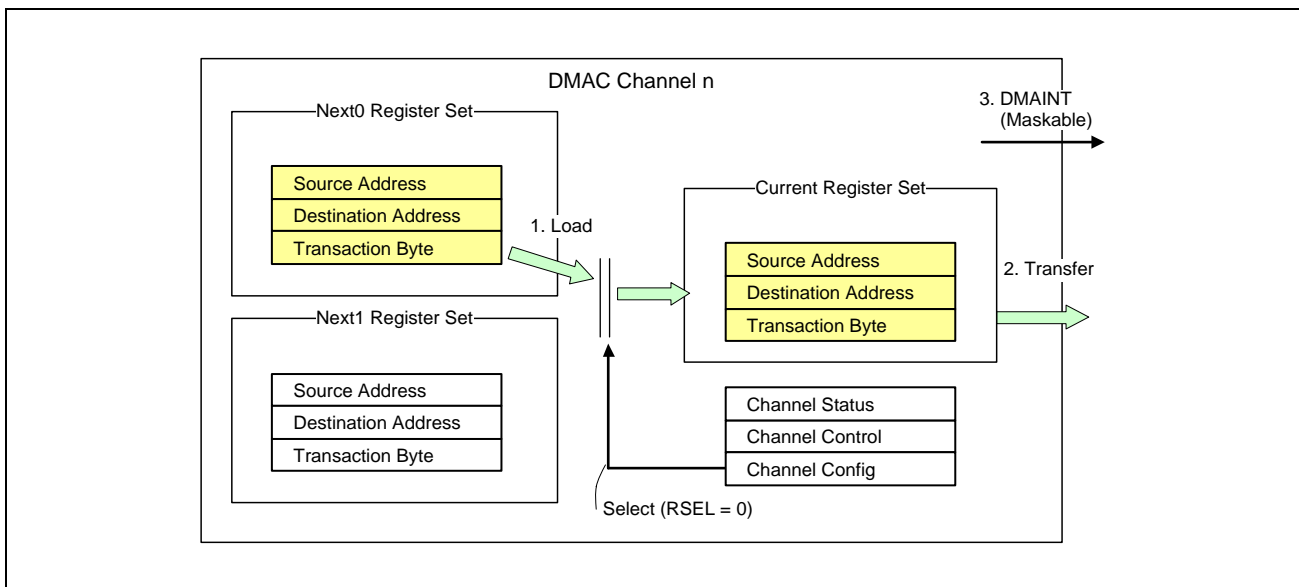 DMAC Channel n
Next0 Register Set
Source Address
Destination Address
Transaction Byte
1. Load
Next1 Register Set
Source Address
Destination Address
Transaction Byte
Current Register Set
Source Address
Destination Address
Transaction Byte
2. Transfer
3. DMAINT
(Maskable)
Channel Status
Channel Control
Channel Config
Select (RSEL = 0)